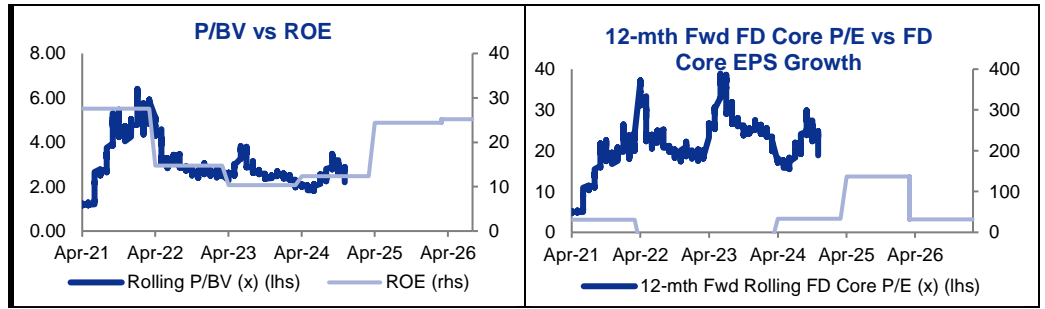 P/BV vs ROE
8.00
6.00
4.00
2.00
0.00
40
30
20
10
0
Apr-21 Apr-22 Apr-23 Apr-24 Apr-25 Apr-26
Rolling P/BV (x) (lhs) ROE (rhs)
12-mth Fwd FD Core P/E vs FD
Core EPS Growth
40
30
20
10
0
400
300
200
100
0
Apr-21 Apr-22 Apr-23 Apr-24 Apr-25 Apr-26
12-mth Fwd Rolling FD Core P/E (x) (lhs)